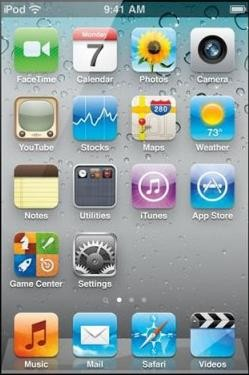 iPod 9:41 AM
Monday
7
FaceTime Calendar Photos Camera
280
73°
YouTube Stocks Maps Weather
Notes Utilities iTunes App Store
Game Center Settings
Music Mail Safari Videos